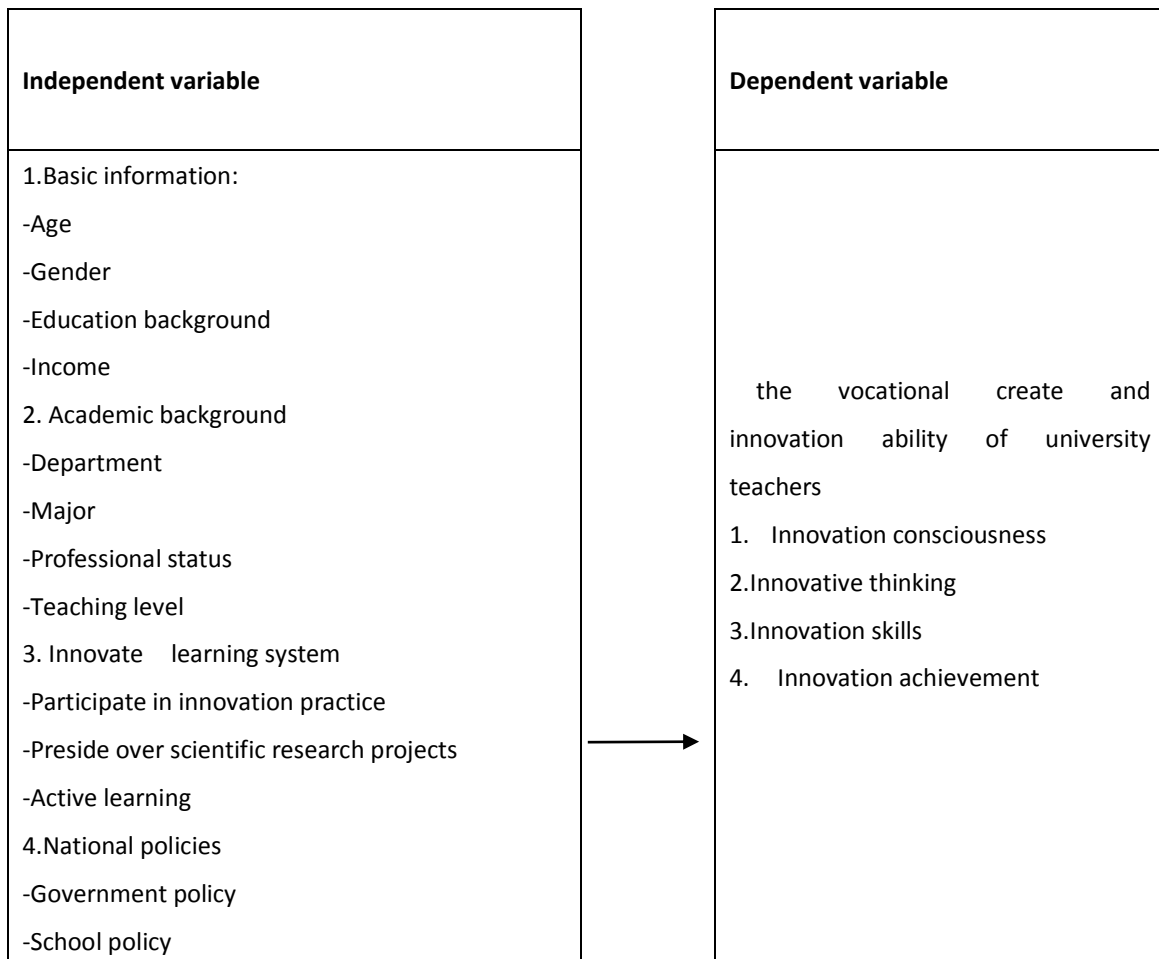 Independent variable
1.Basic information:
-Age
-Gender
-Education background
-Income
2. Academic background
-Department
-Major
-Professional status
-Teaching level
3. Innovate learning system
-Participate in innovation practice
-Preside over scientific research projects
-Active learning
4.National policies
-Government policy
-School policy
Dependent variable
the vocational create and
innovation ability of university
teachers
1. Innovation consciousness
2.Innovative thinking
3.Innovation skills
4. Innovation achievement